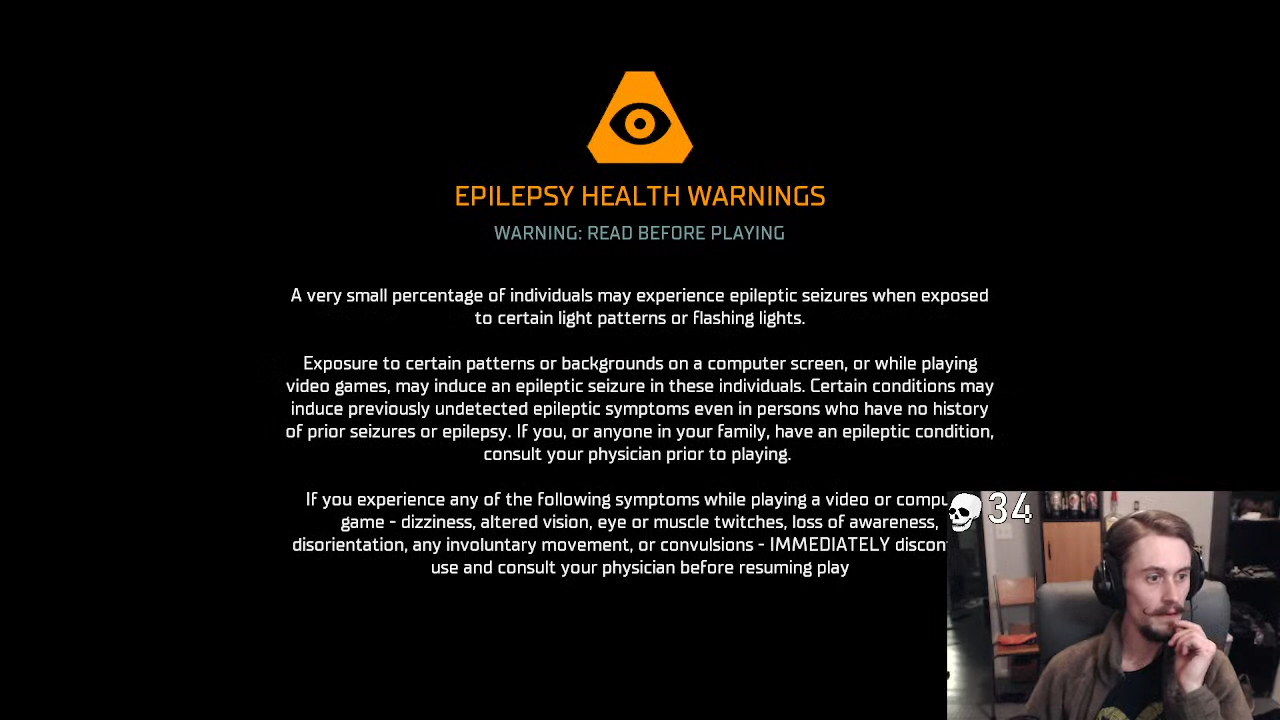 EPILEPSY HEALTH WARNINGS
WARNING: READ BEFORE PLAYING
A very small percentage of individuals may experience epileptic seizures when exposed
to certain light patterns or flashing lights.
Exposure to certain patterns or backgrounds on a computer screen, or while playing
video games, may induce an epileptic seizure in these individuals. Certain conditions may
induce previously undetected epileptic symptoms even in persons who have no history
of prior seizures or epilepsy. If you, or anyone in your family, have an epileptic condition,
consult your physician prior to playing.
If you experience any of the following symptoms while playing a video or compu
game - dizziness, altered vision, eye or muscle twitches, loss of awareness,
disorientation, any involuntary movement, or convulsions - IMMEDIATELY discon
use and consult your physician before resuming play
34